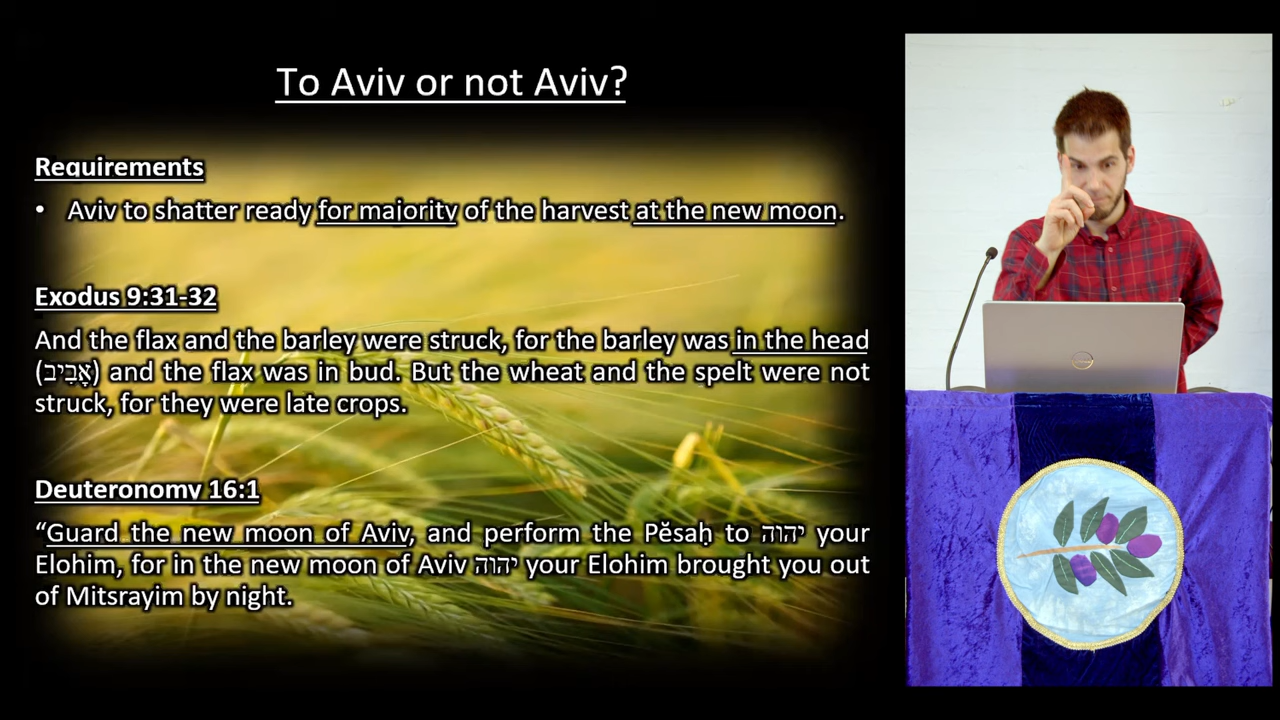 To Aviv or not Aviv?
Requirements
• Aviv to shatter ready for majority of the harvest at the new moon.
Exodus 9:31-32
And the flax and the barley were struck, for the barley was in the head
(אָבִיב) and the flax was in bud. But the wheat and the spelt were not
struck, for they were late crops.
Deuteronomy 16:1
“Guard the new moon of Aviv, and perform the Pĕsaḥ to יהוה your
Elohim, for in the new moon of Aviv יהוה your Elohim brought you out
of Mitsrayim by night.